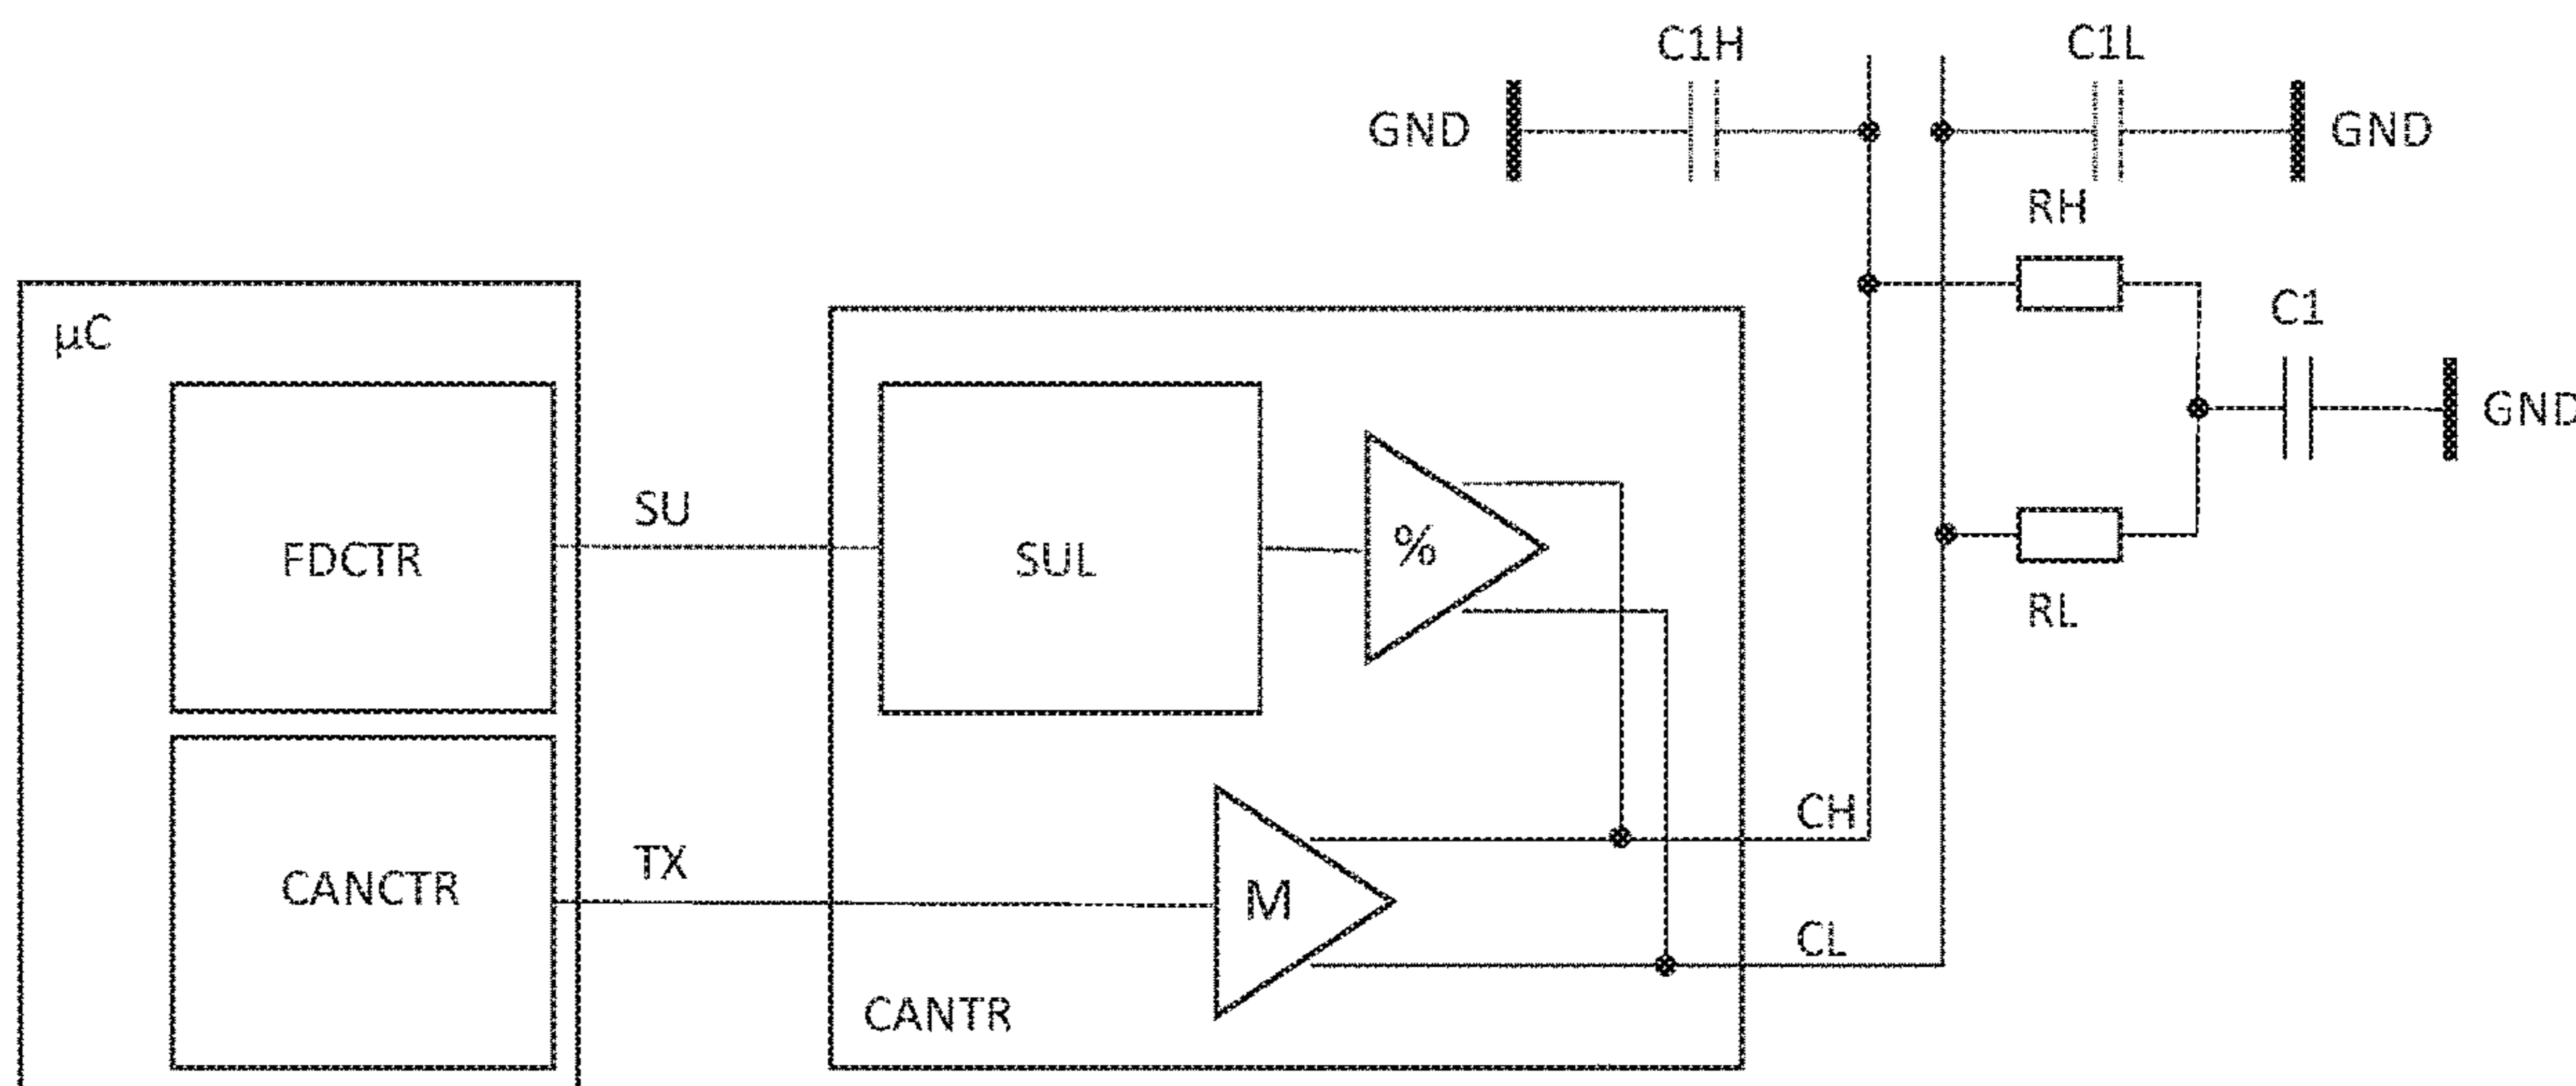 C1H
C1L
GND
GND
RH
µC
C1
GND
SU
FDCTR
SUL
%
RL
CH
TX
CANCTR
M
CL
CANTR